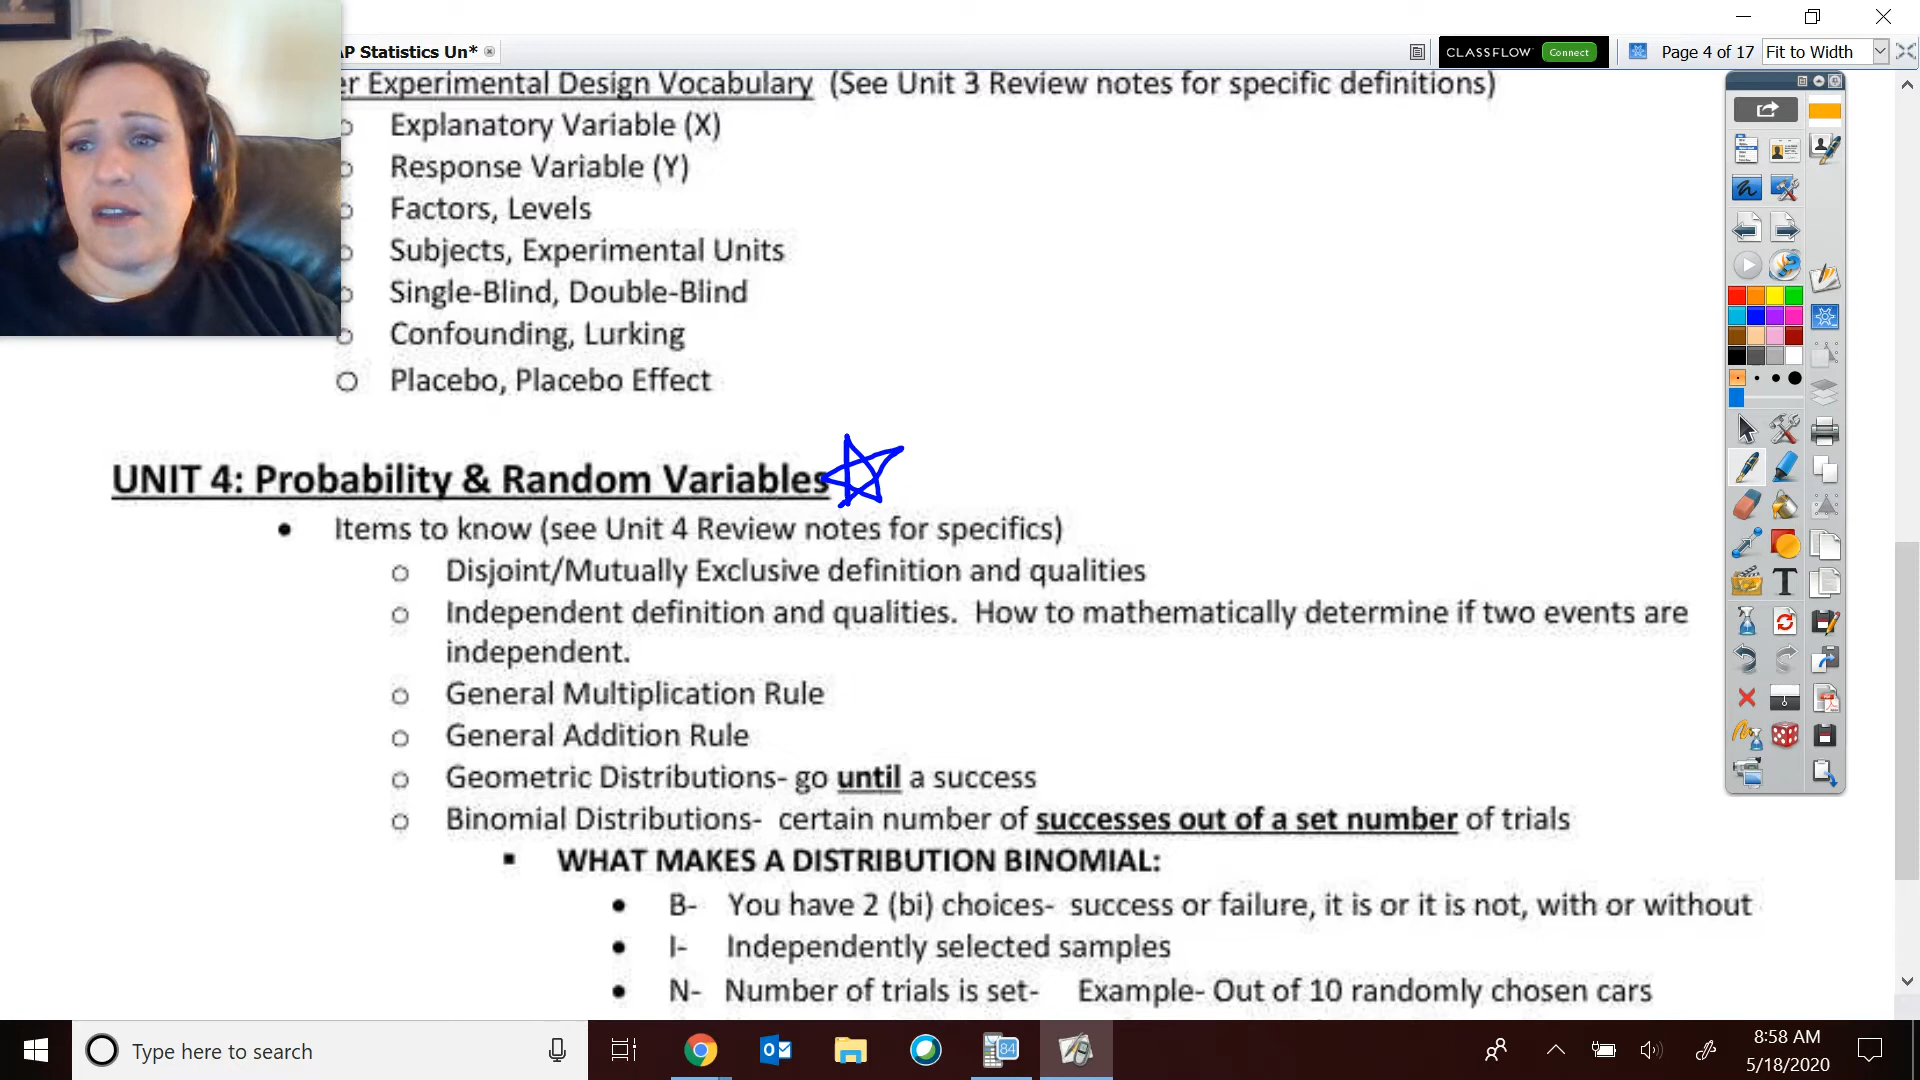 AP Statistics Un*
CLASSFLOW Connect
Page 4 of 17 Fit to Width
er Experimental Design Vocabulary (See Unit 3 Review notes for specific definitions)
o Explanatory Variable (X)
o Response Variable (Y)
o Factors, Levels
o Subjects, Experimental Units
o Single-Blind, Double-Blind
o Confounding, Lurking
o Placebo, Placebo Effect
UNIT 4: Probability & Random Variables
• Items to know (see Unit 4 Review notes for specifics)
o Disjoint/Mutually Exclusive definition and qualities
o Independent definition and qualities. How to mathematically determine if two events are
independent.
o General Multiplication Rule
o General Addition Rule
o Geometric Distributions- go until a success
o Binomial Distributions- certain number of successes out of a set number of trials
▪ WHAT MAKES A DISTRIBUTION BINOMIAL:
• B- You have 2 (bi) choices- success or failure, it is or it is not, with or without
• I- Independently selected samples
• N- Number of trials is set- Example- Out of 10 randomly chosen cars
Type here to search
84
8:58 AM
5/18/2020